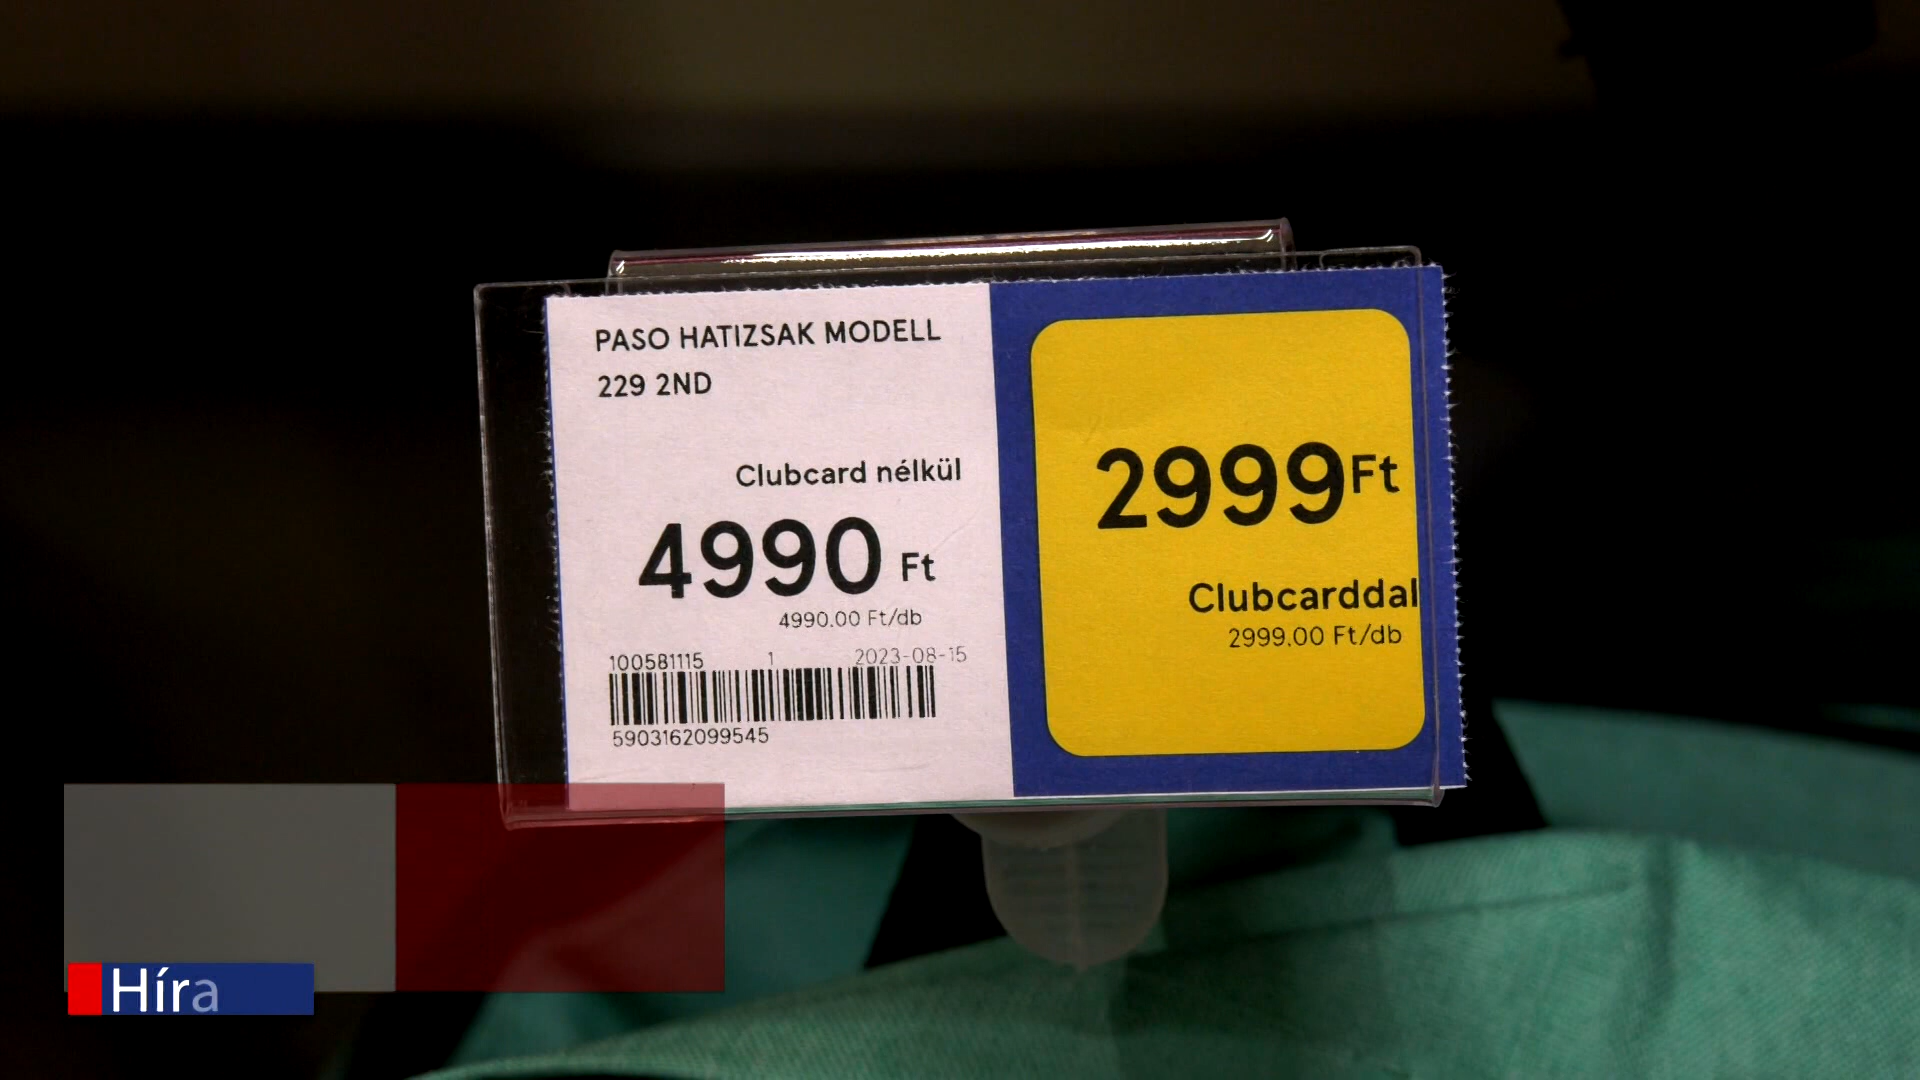 PASO HATIZSAK MODELL
229 2ND
Clubcard nélkül
4990 Ft
4990.00 Ft/db
100581115 1 2023-08-15
5903162099545
2999Ft
Clubcarddal
2999.00 Ft/db
Híra